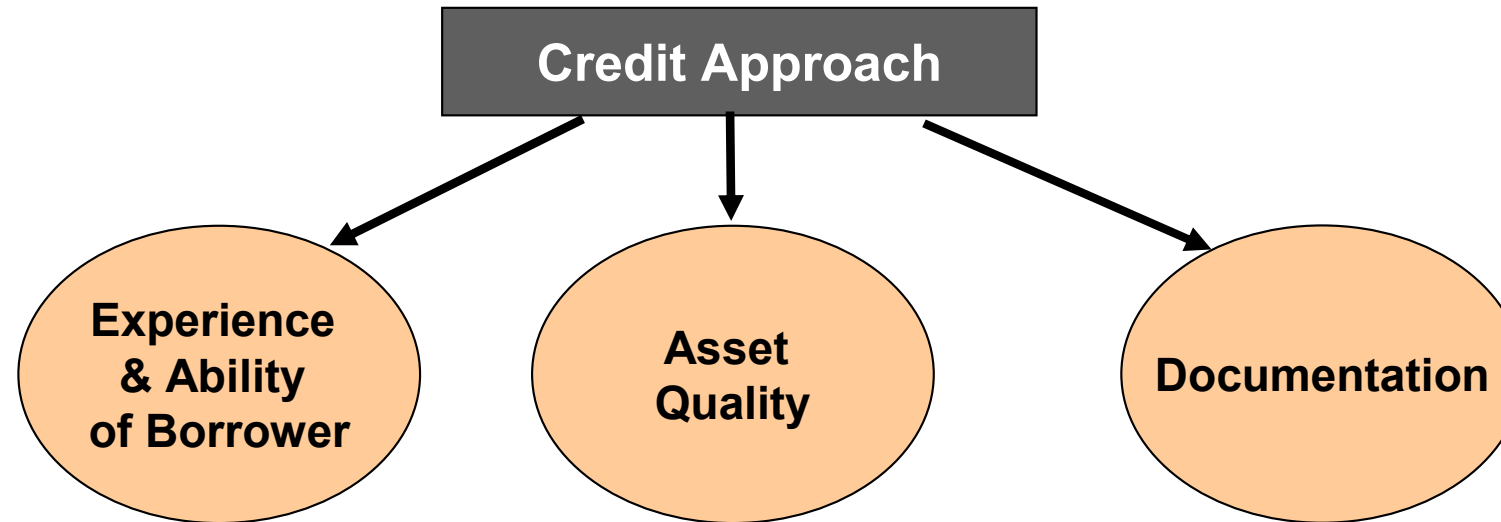 Credit Approach
Experience
& Ability
of Borrower
Asset
Quality
Documentation